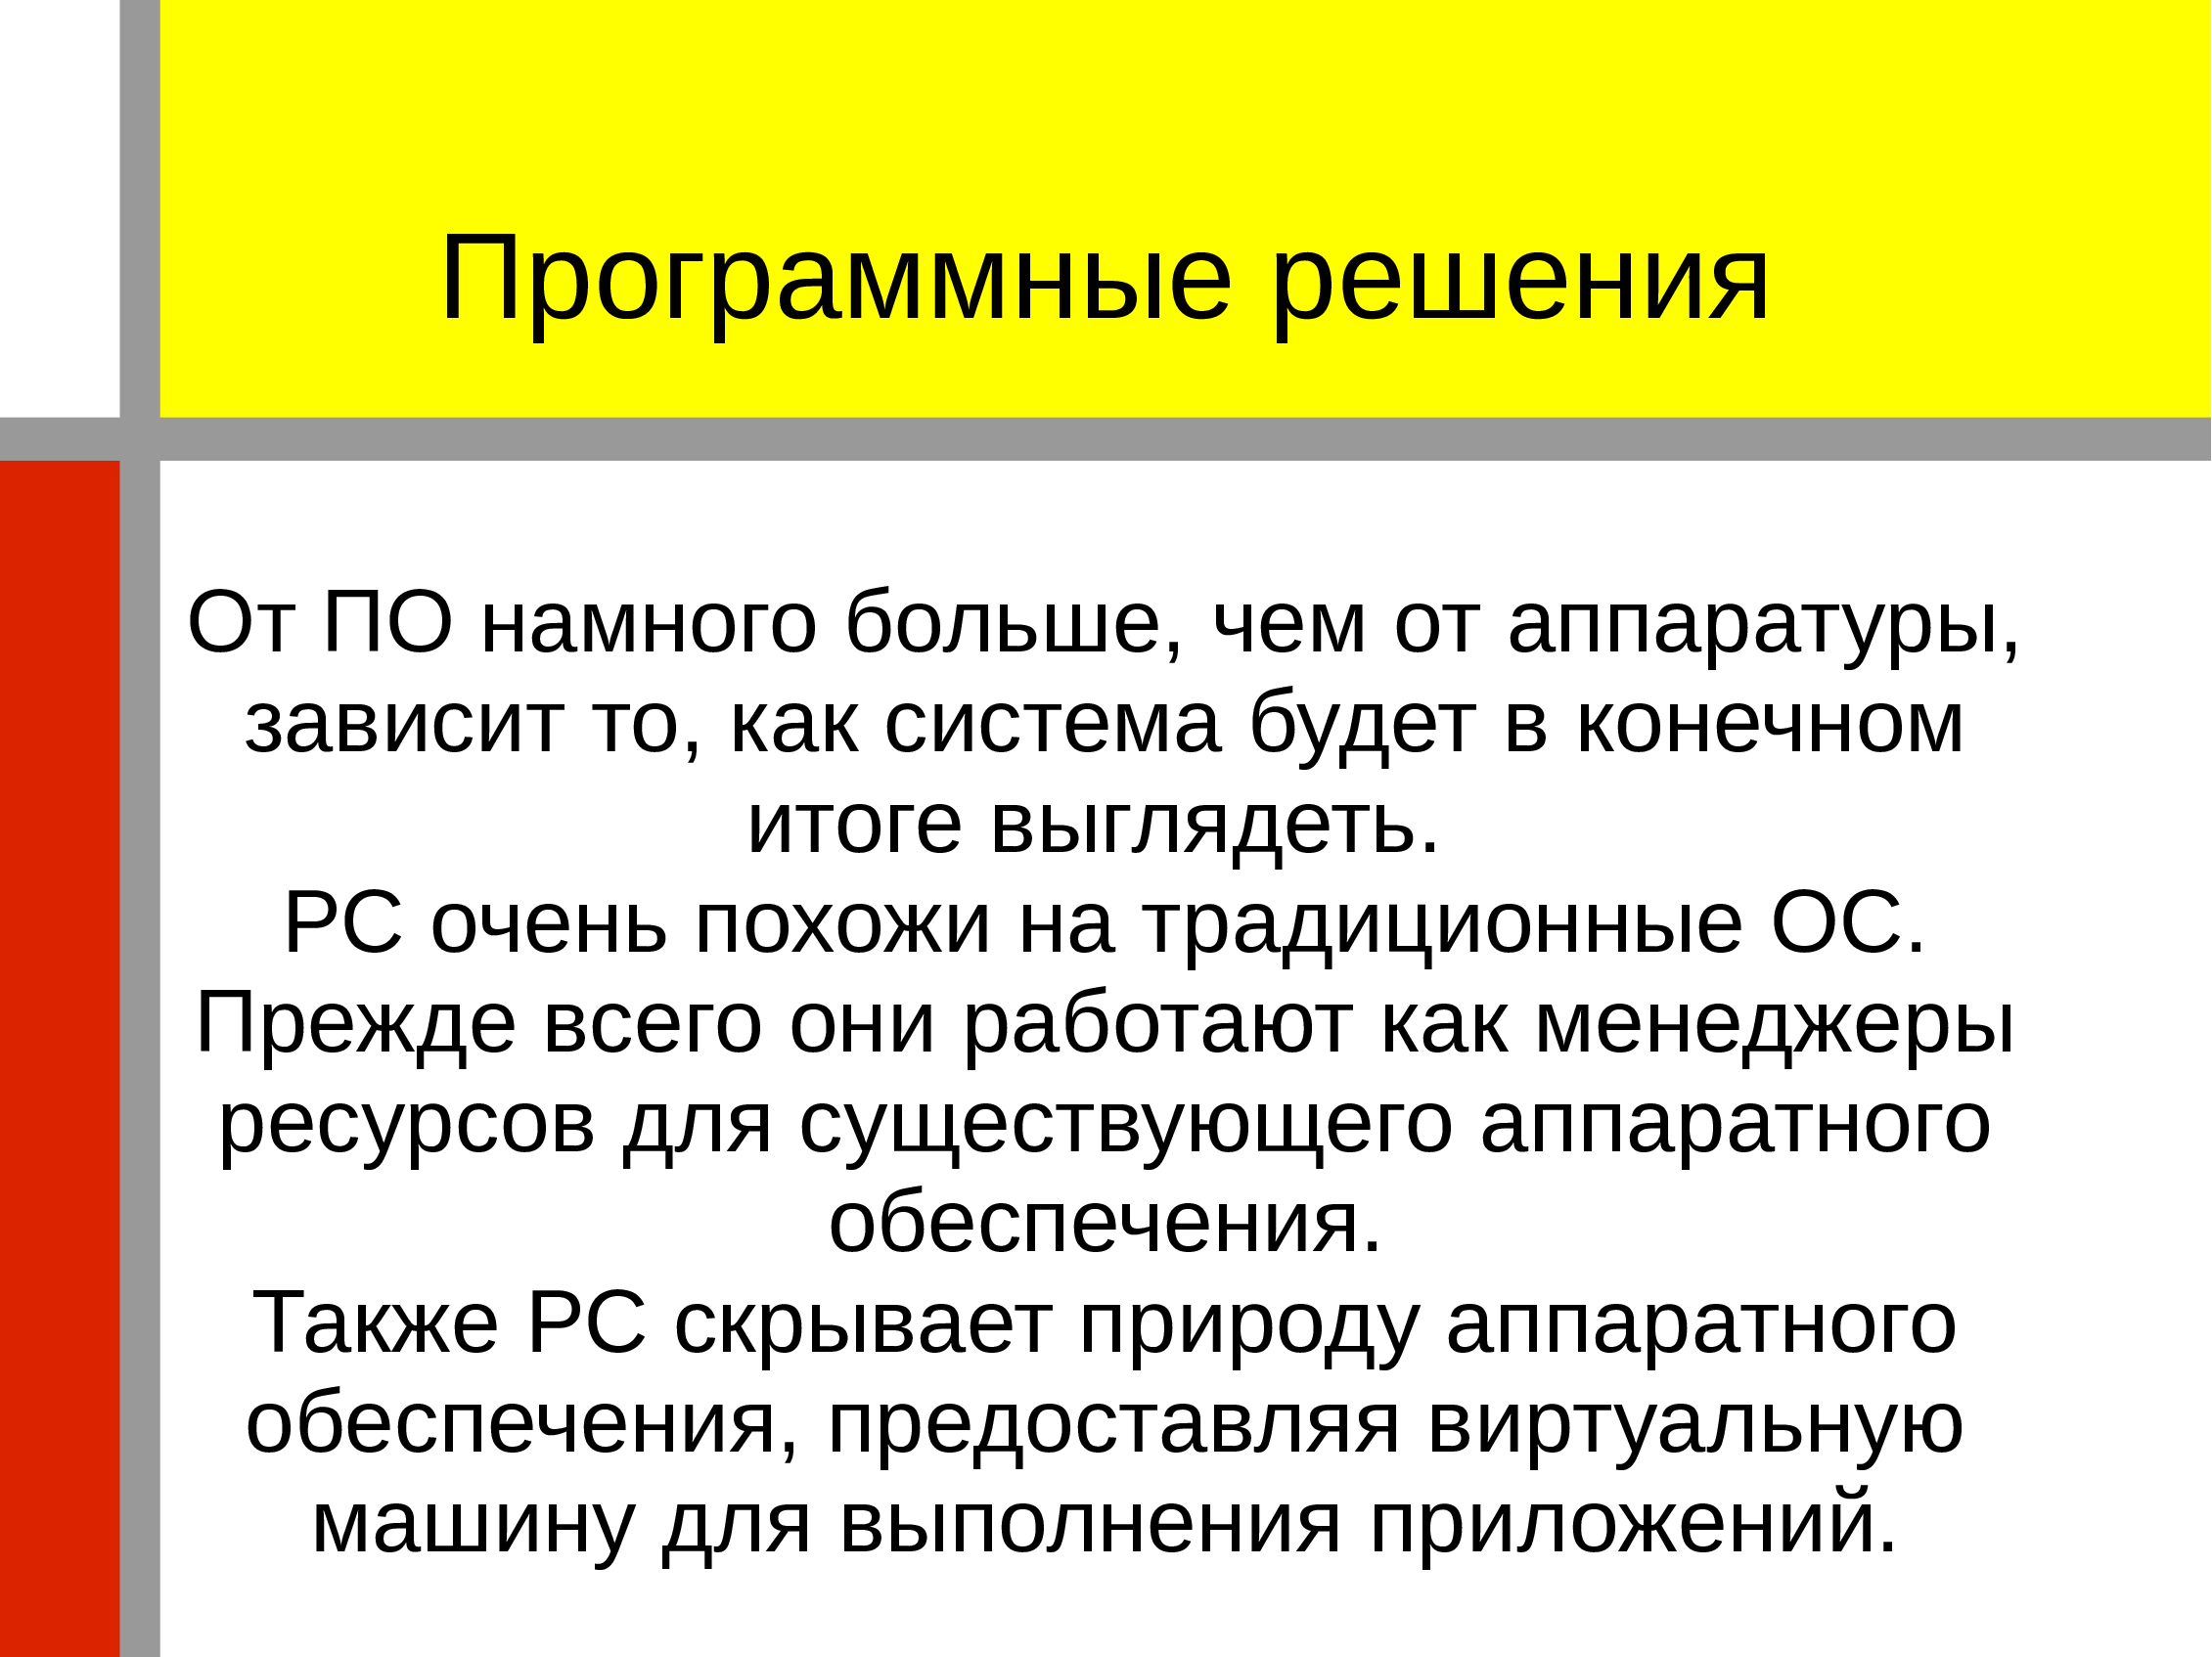 Программные решения
От ПО намного больше, чем от аппаратуры,
зависит то, как система будет в конечном
итоге выглядеть.
РС очень похожи на традиционные ОС.
Прежде всего они работают как менеджеры
ресурсов для существующего аппаратного
обеспечения.
Также РС скрывает природу аппаратного
обеспечения, предоставляя виртуальную
машину для выполнения приложений.